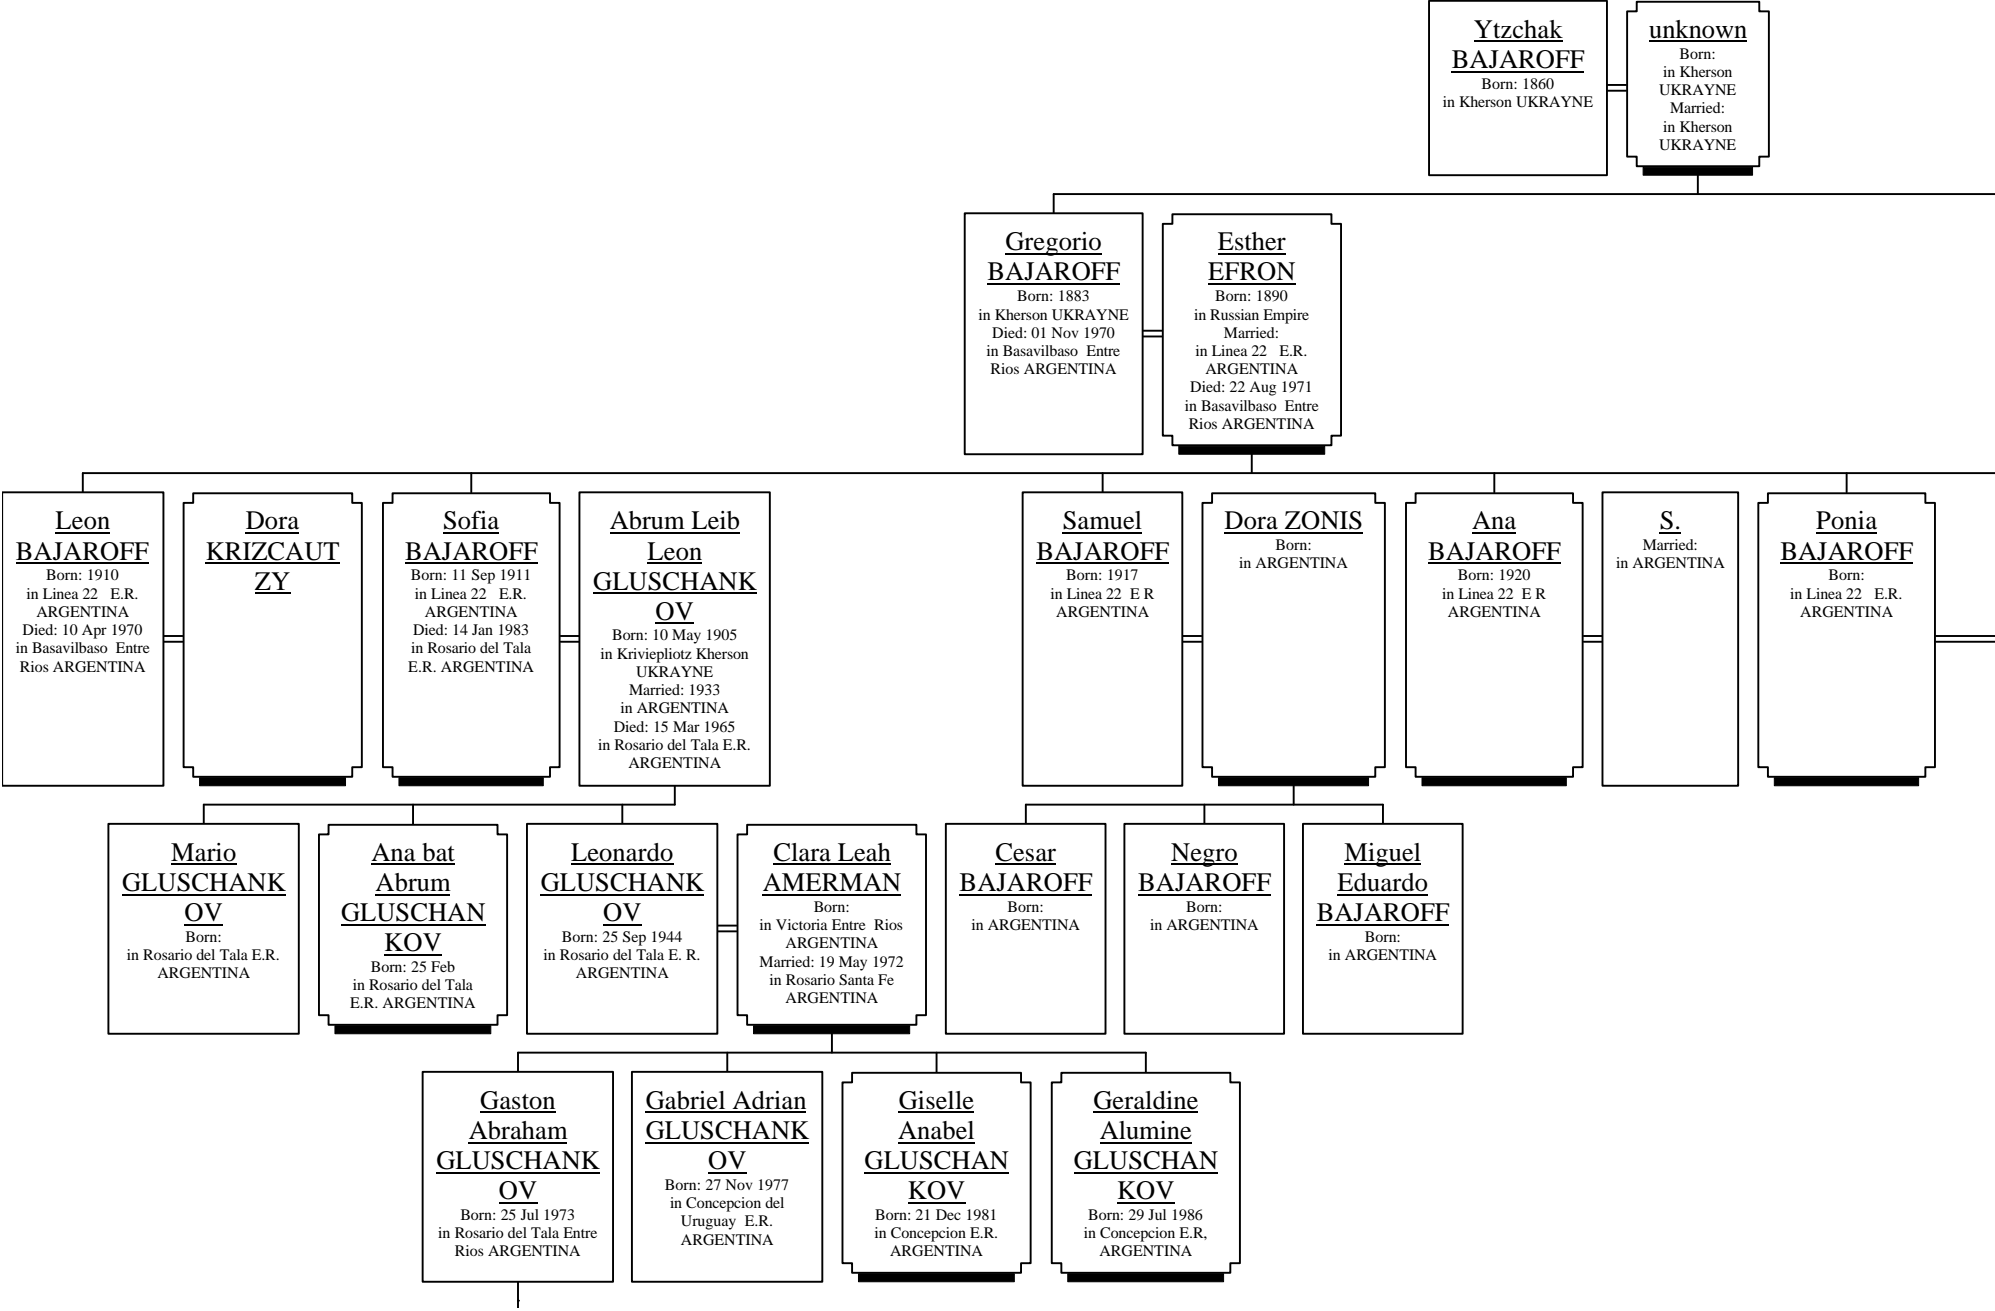 Ytzchak
BAJAROFF
Born: 1860
in Kherson UKRAYNE
unknown
Born:
in Kherson
UKRAYNE
Married:
in Kherson
UKRAYNE
Gregorio
BAJAROFF
Born: 1883
in Kherson UKRAYNE
Died: 01 Nov 1970
in Basavilbaso Entre
Rios ARGENTINA
Esther
EFRON
Born: 1890
in Russian Empire
Married:
in Linea 22 E.R.
ARGENTINA
Died: 22 Aug 1971
in Basavilbaso Entre
Rios ARGENTINA
Leon
BAJAROFF
Born: 1910
in Linea 22 E.R.
ARGENTINA
Died: 10 Apr 1970
in Basavilbaso Entre
Rios ARGENTINA
Dora
KRIZCAUT
ZY
Sofia
BAJAROFF
Born: 11 Sep 1911
in Linea 22 E.R.
ARGENTINA
Died: 14 Jan 1983
in Rosario del Tala
E.R. ARGENTINA
Abrum Leib
Leon
GLUSCHANK
OV
Born: 10 May 1905
in Kriviepliotz Kherson
UKRAYNE
Married: 1933
in ARGENTINA
Died: 15 Mar 1965
in Rosario del Tala E.R.
ARGENTINA
Samuel
BAJAROFF
Born: 1917
in Linea 22 E R
ARGENTINA
Dora ZONIS
Born:
in ARGENTINA
Ana
BAJAROFF
Born: 1920
in Linea 22 E R
ARGENTINA
S.
Married:
in ARGENTINA
Ponia
BAJAROFF
Born:
in Linea 22 E.R.
ARGENTINA
Mario
GLUSCHANK
OV
Born:
in Rosario del Tala E.R.
ARGENTINA
Ana bat
Abrum
GLUSCHAN
KOV
Born: 25 Feb
in Rosario del Tala
E.R. ARGENTINA
Leonardo
GLUSCHANK
OV
Born: 25 Sep 1944
in Rosario del Tala E. R.
ARGENTINA
Clara Leah
AMERMAN
Born:
in Victoria Entre Rios
ARGENTINA
Married: 19 May 1972
in Rosario Santa Fe
ARGENTINA
Cesar
BAJAROFF
Born:
in ARGENTINA
Negro
BAJAROFF
Born:
in ARGENTINA
Miguel
Eduardo
BAJAROFF
Born:
in ARGENTINA
Gaston
Abraham
GLUSCHANK
OV
Born: 25 Jul 1973
in Rosario del Tala Entre
Rios ARGENTINA
Gabriel Adrian
GLUSCHANK
OV
Born: 27 Nov 1977
in Concepcion del
Uruguay E.R.
ARGENTINA
Giselle
Anabel
GLUSCHAN
KOV
Born: 21 Dec 1981
in Concepcion E.R.
ARGENTINA
Geraldine
Alumine
GLUSCHAN
KOV
Born: 29 Jul 1986
in Concepcion E.R,
ARGENTINA